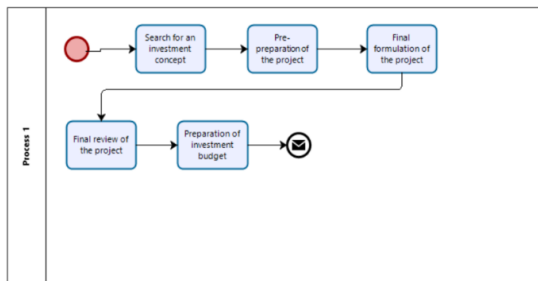 Process 1
Search for an
investment
concept
Pre-
preparation of
the project
Final
formulation of
the project
Final review of
the project
Preparation of
investment
budget